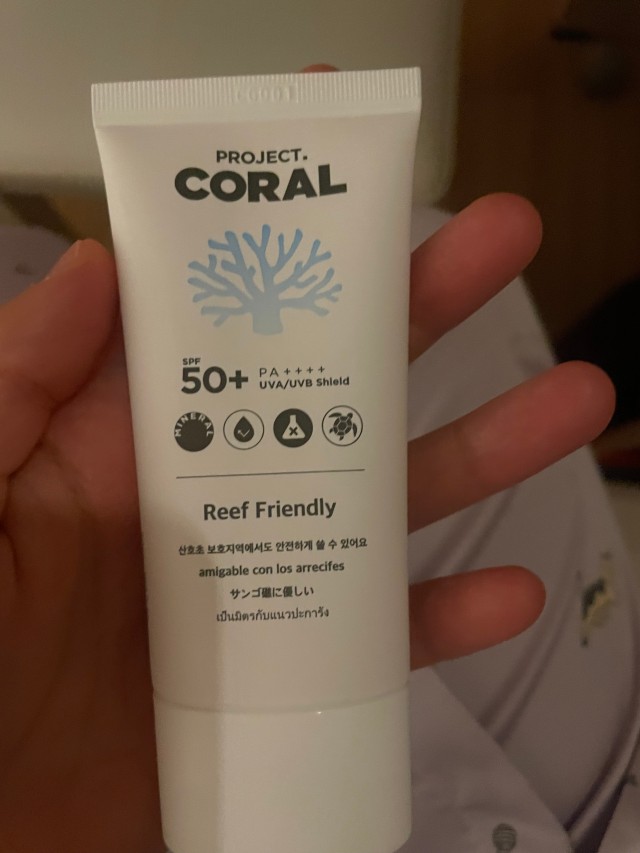 PROJECT.
CORAL
SPF
50+
PA ++++
UVA/UVB Shield
MINERAL
Reef Friendly
산호초 보호지역에서도 안전하게 쓸 수 있어요
amigable con los arrecifes
サンゴ礁に優しい
เป็นมิตรกับแนวปะการัง